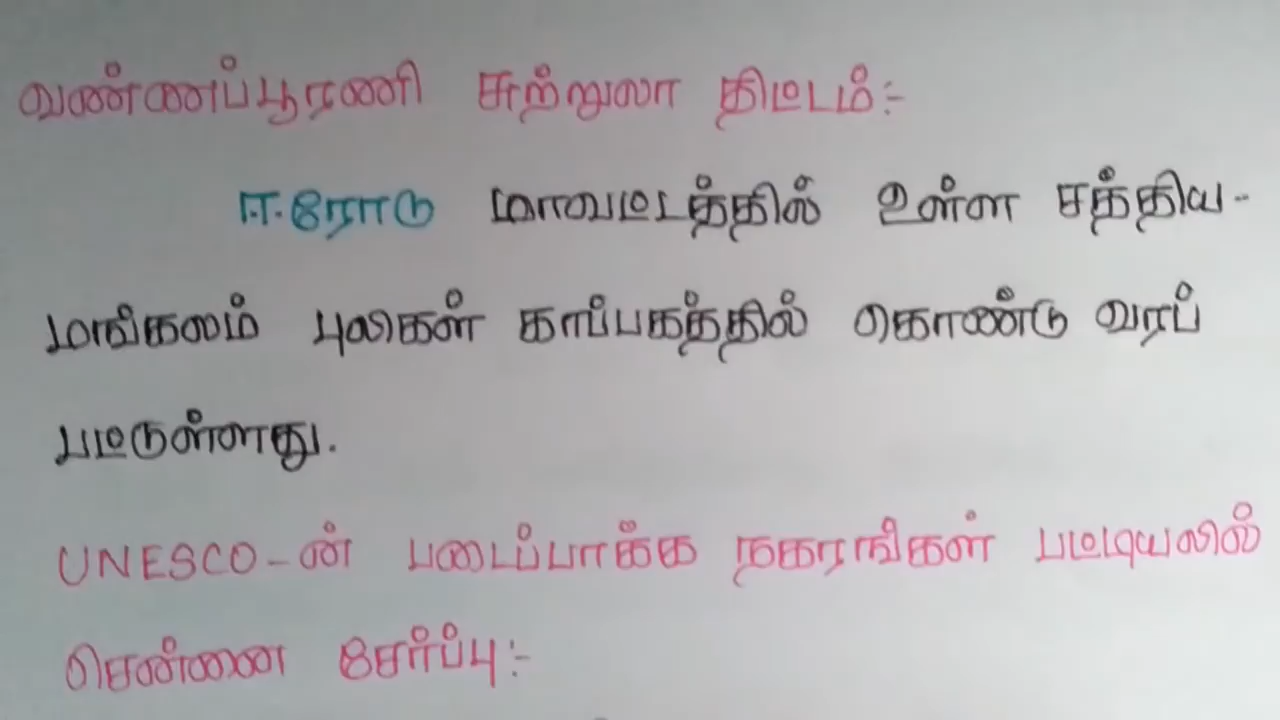 வண்ணப்பூரணி சுற்றுலா திட்டம்:-
ஈரோடு மாவட்டத்தில் உள்ள சத்திய-
மங்கலம் புலிகள் காப்பகத்தில் கொண்டு வரப்
பட்டுள்ளது.
UNESCO-ன் படைப்பாக்க நகரங்கள் பட்டியலில்
சென்னை சேர்ப்பு:-